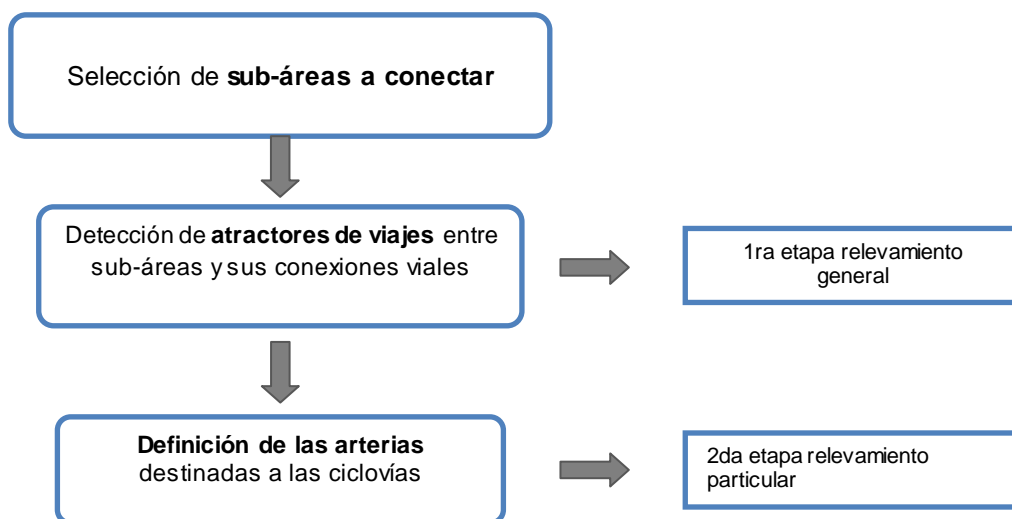 Selección de sub-áreas a conectar
Detección de atractores de viajes entre
sub-áreas y sus conexiones viales
1ra etapa relevamiento
general
Definición de las arterias
destinadas a las ciclovías
2da etapa relevamiento
particular